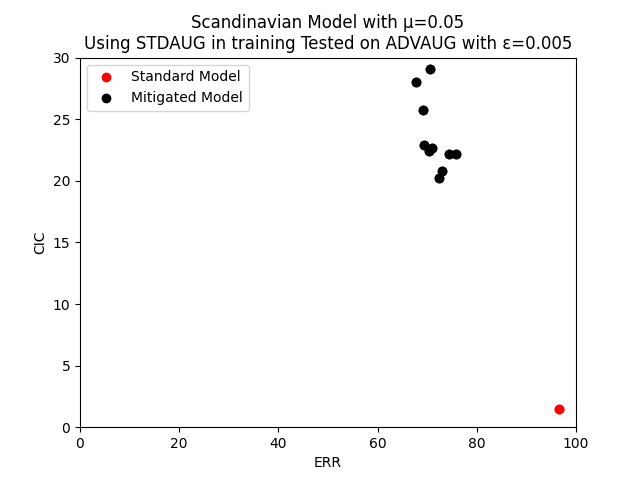 Scandinavian Model with μ=0.05
Using STDAUG in training Tested on ADVAUG with ε=0.005
Standard Model
Mitigated Model
30
25
20
15
10
5
0
CIC
0 20 40 60 80 100
ERR